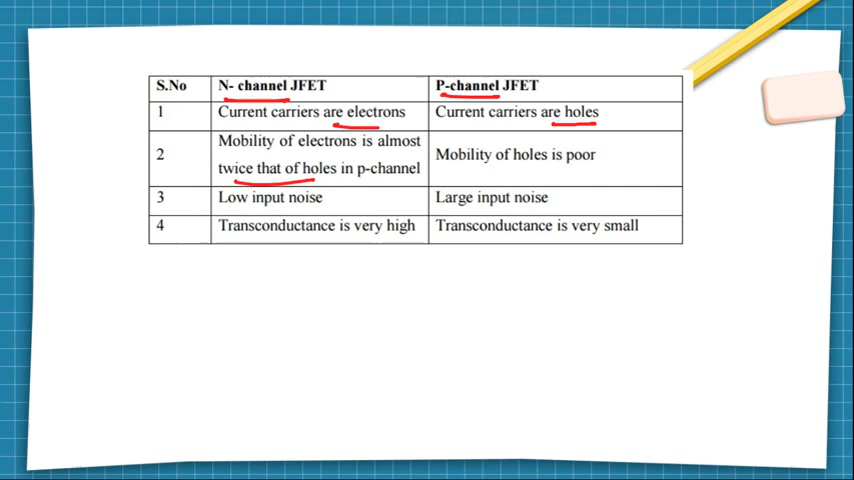 S.No N- channel JFET P-channel JFET
1 Current carriers are electrons Current carriers are holes
2 Mobility of electrons is almost
twice that of holes in p-channel Mobility of holes is poor
3 Low input noise Large input noise
4 Transconductance is very high Transconductance is very small